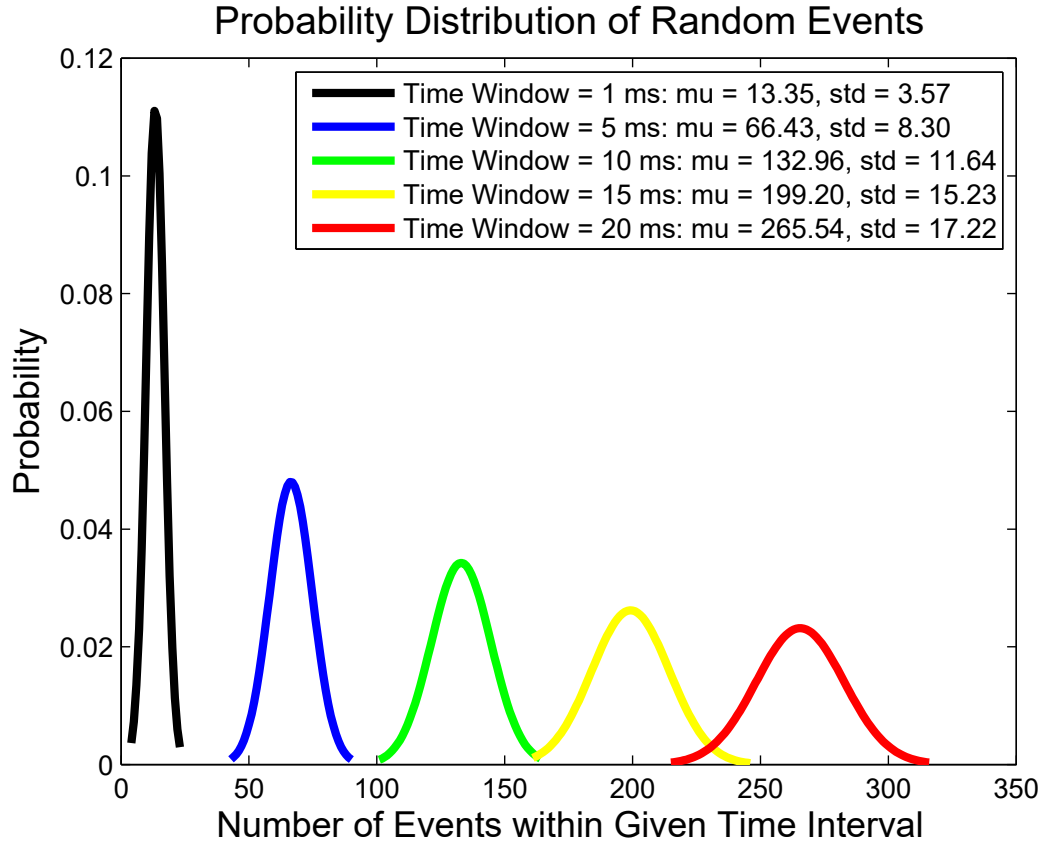 Probability Distribution of Random Events
0.12
0.1
0.08
0.06
0.04
0.02
0
Probability
Time Window = 1 ms: mu = 13.35, std = 3.57
Time Window = 5 ms: mu = 66.43, std = 8.30
Time Window = 10 ms: mu = 132.96, std = 11.64
Time Window = 15 ms: mu = 199.20, std = 15.23
Time Window = 20 ms: mu = 265.54, std = 17.22
0 50 100 150 200 250 300 350
Number of Events within Given Time Interval